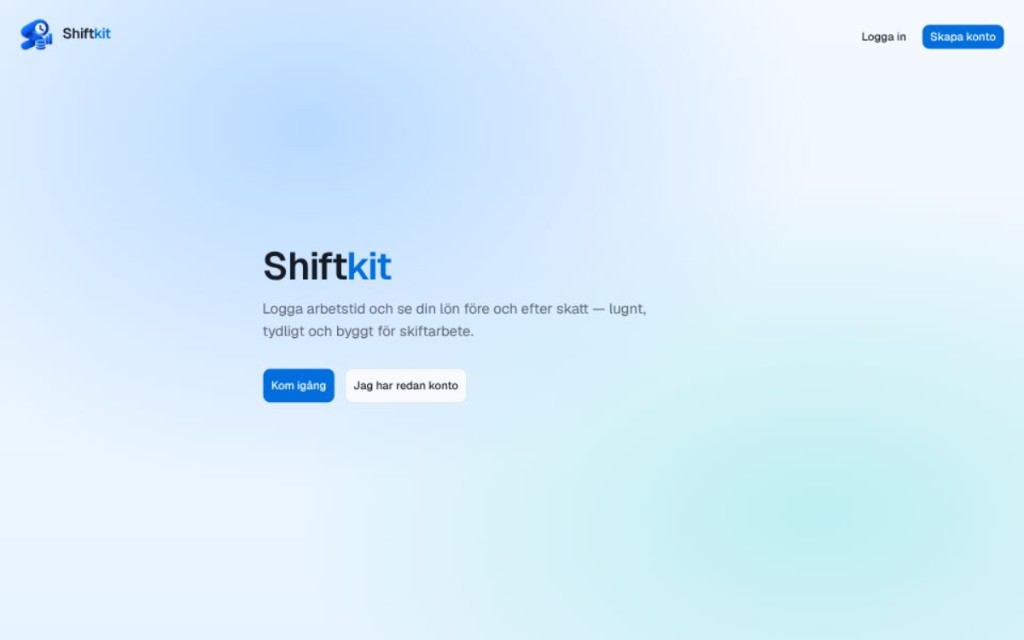 Shiftkit
Logga in
Skapa konto
Shiftkit
Logga arbetstid och se din lön före och efter skatt — lugnt,
tydligt och byggt för skiftarbete.
Kom igång
Jag har redan konto